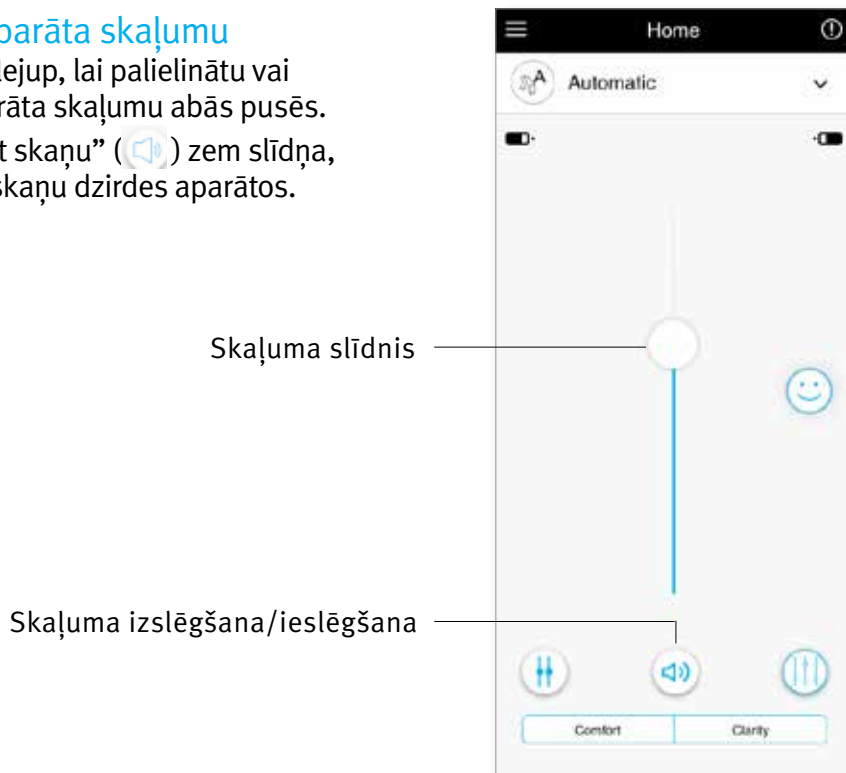 parāta skaļumu
lejup, lai palielinātu vai
rāta skaļumu abās pusēs.
t skaņu” ( ) zem slīdņa,
skaņu dzirdes aparātos.
Home
A Automatic
Skaļuma slīdnis
Skaļuma izslēgšana/ieslēgšana
Comfort Clarity